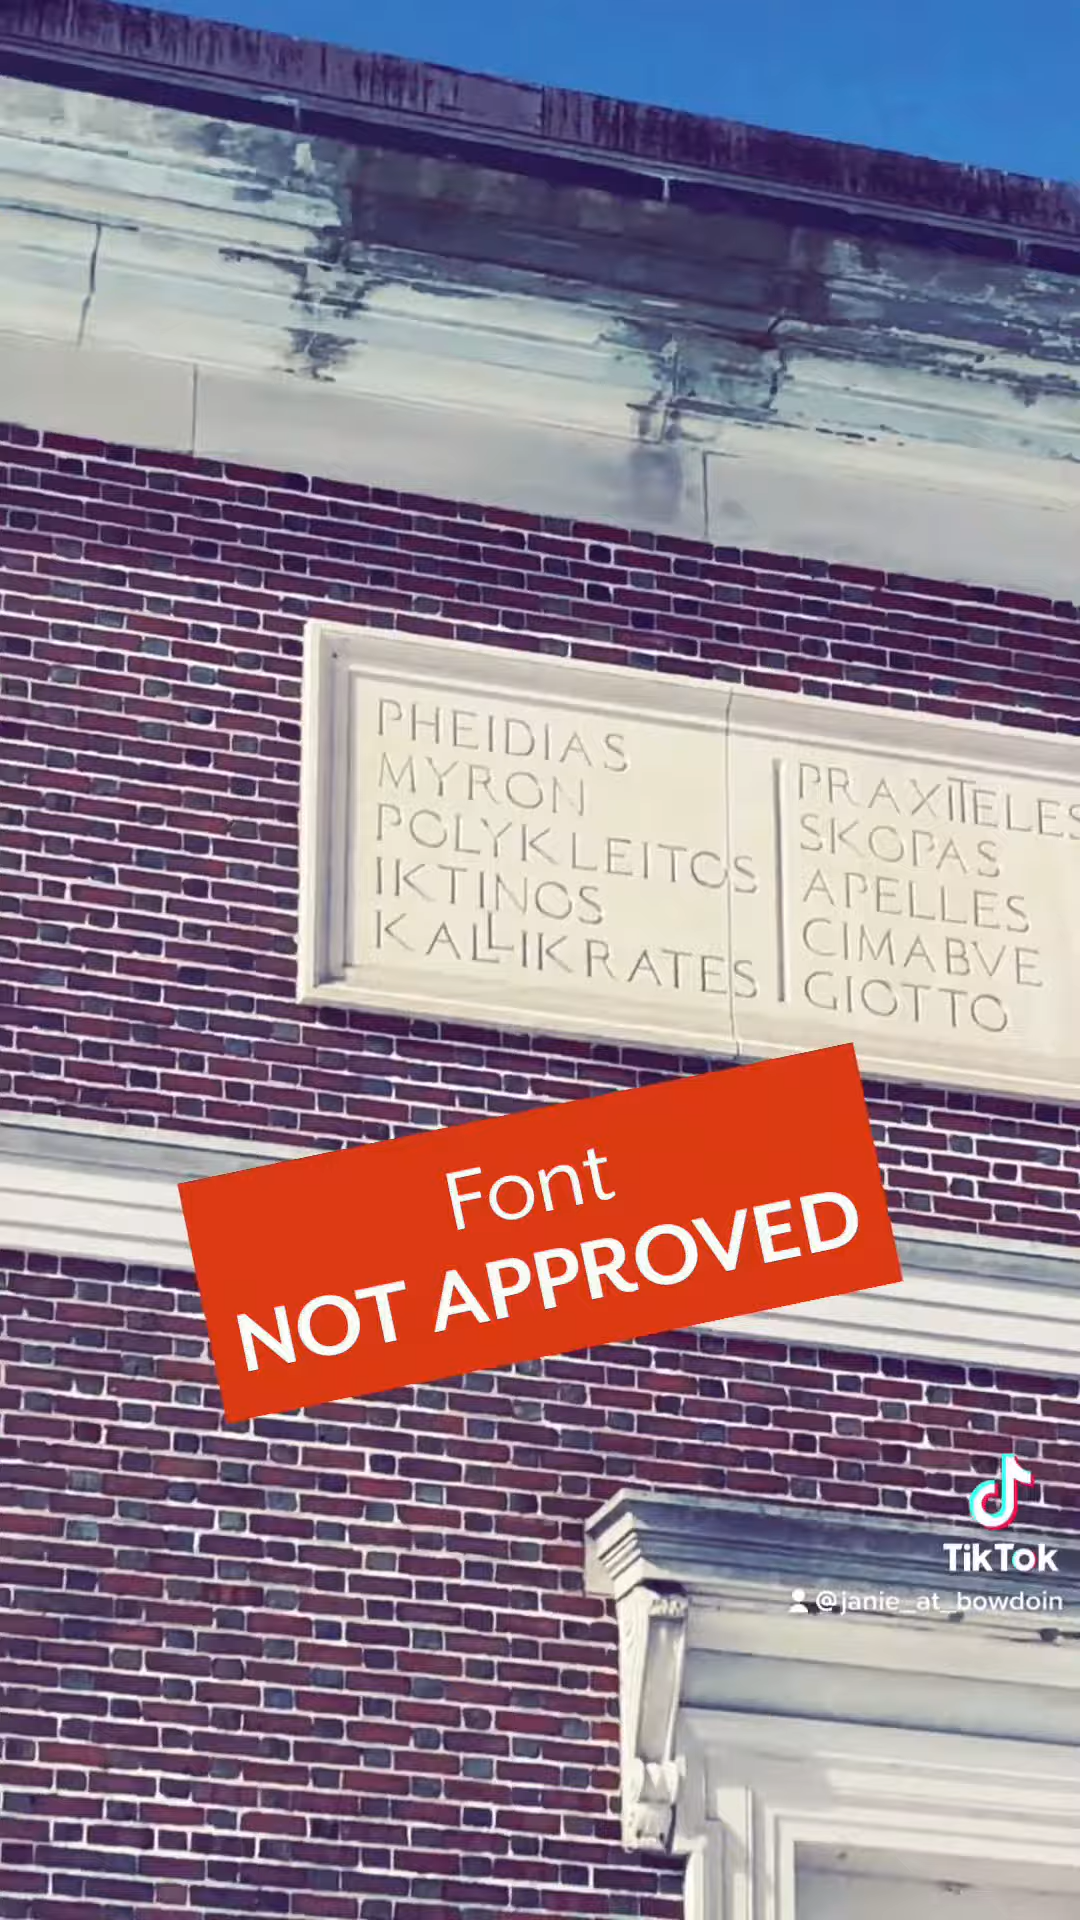 PHEIDIAS
MYRON
POLYKLEITOS
IKTINOS
KALLIKRATES
PRAXITELES
SKOPAS
APELLES
CIMABVE
GIOTTO
Font
NOT APPROVED
TikTok
@janie_at_bowdoin